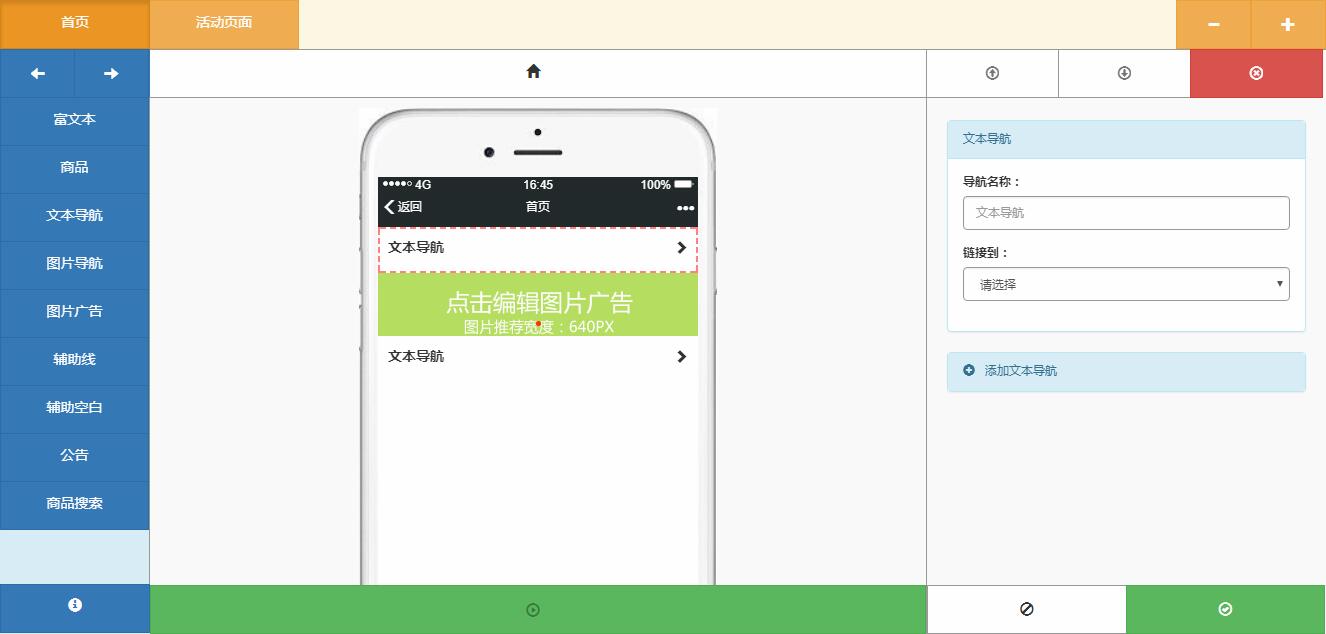 首页
活动页面
富文本
商品
文本导航
图片导航
图片广告
辅助线
辅助空白
公告
商品搜索
4G 16:45 100%
返回 首页
文本导航
点击编辑图片广告
图片推荐宽度：640PX
文本导航
文本导航
导航名称：
文本导航
链接到：
请选择
添加文本导航